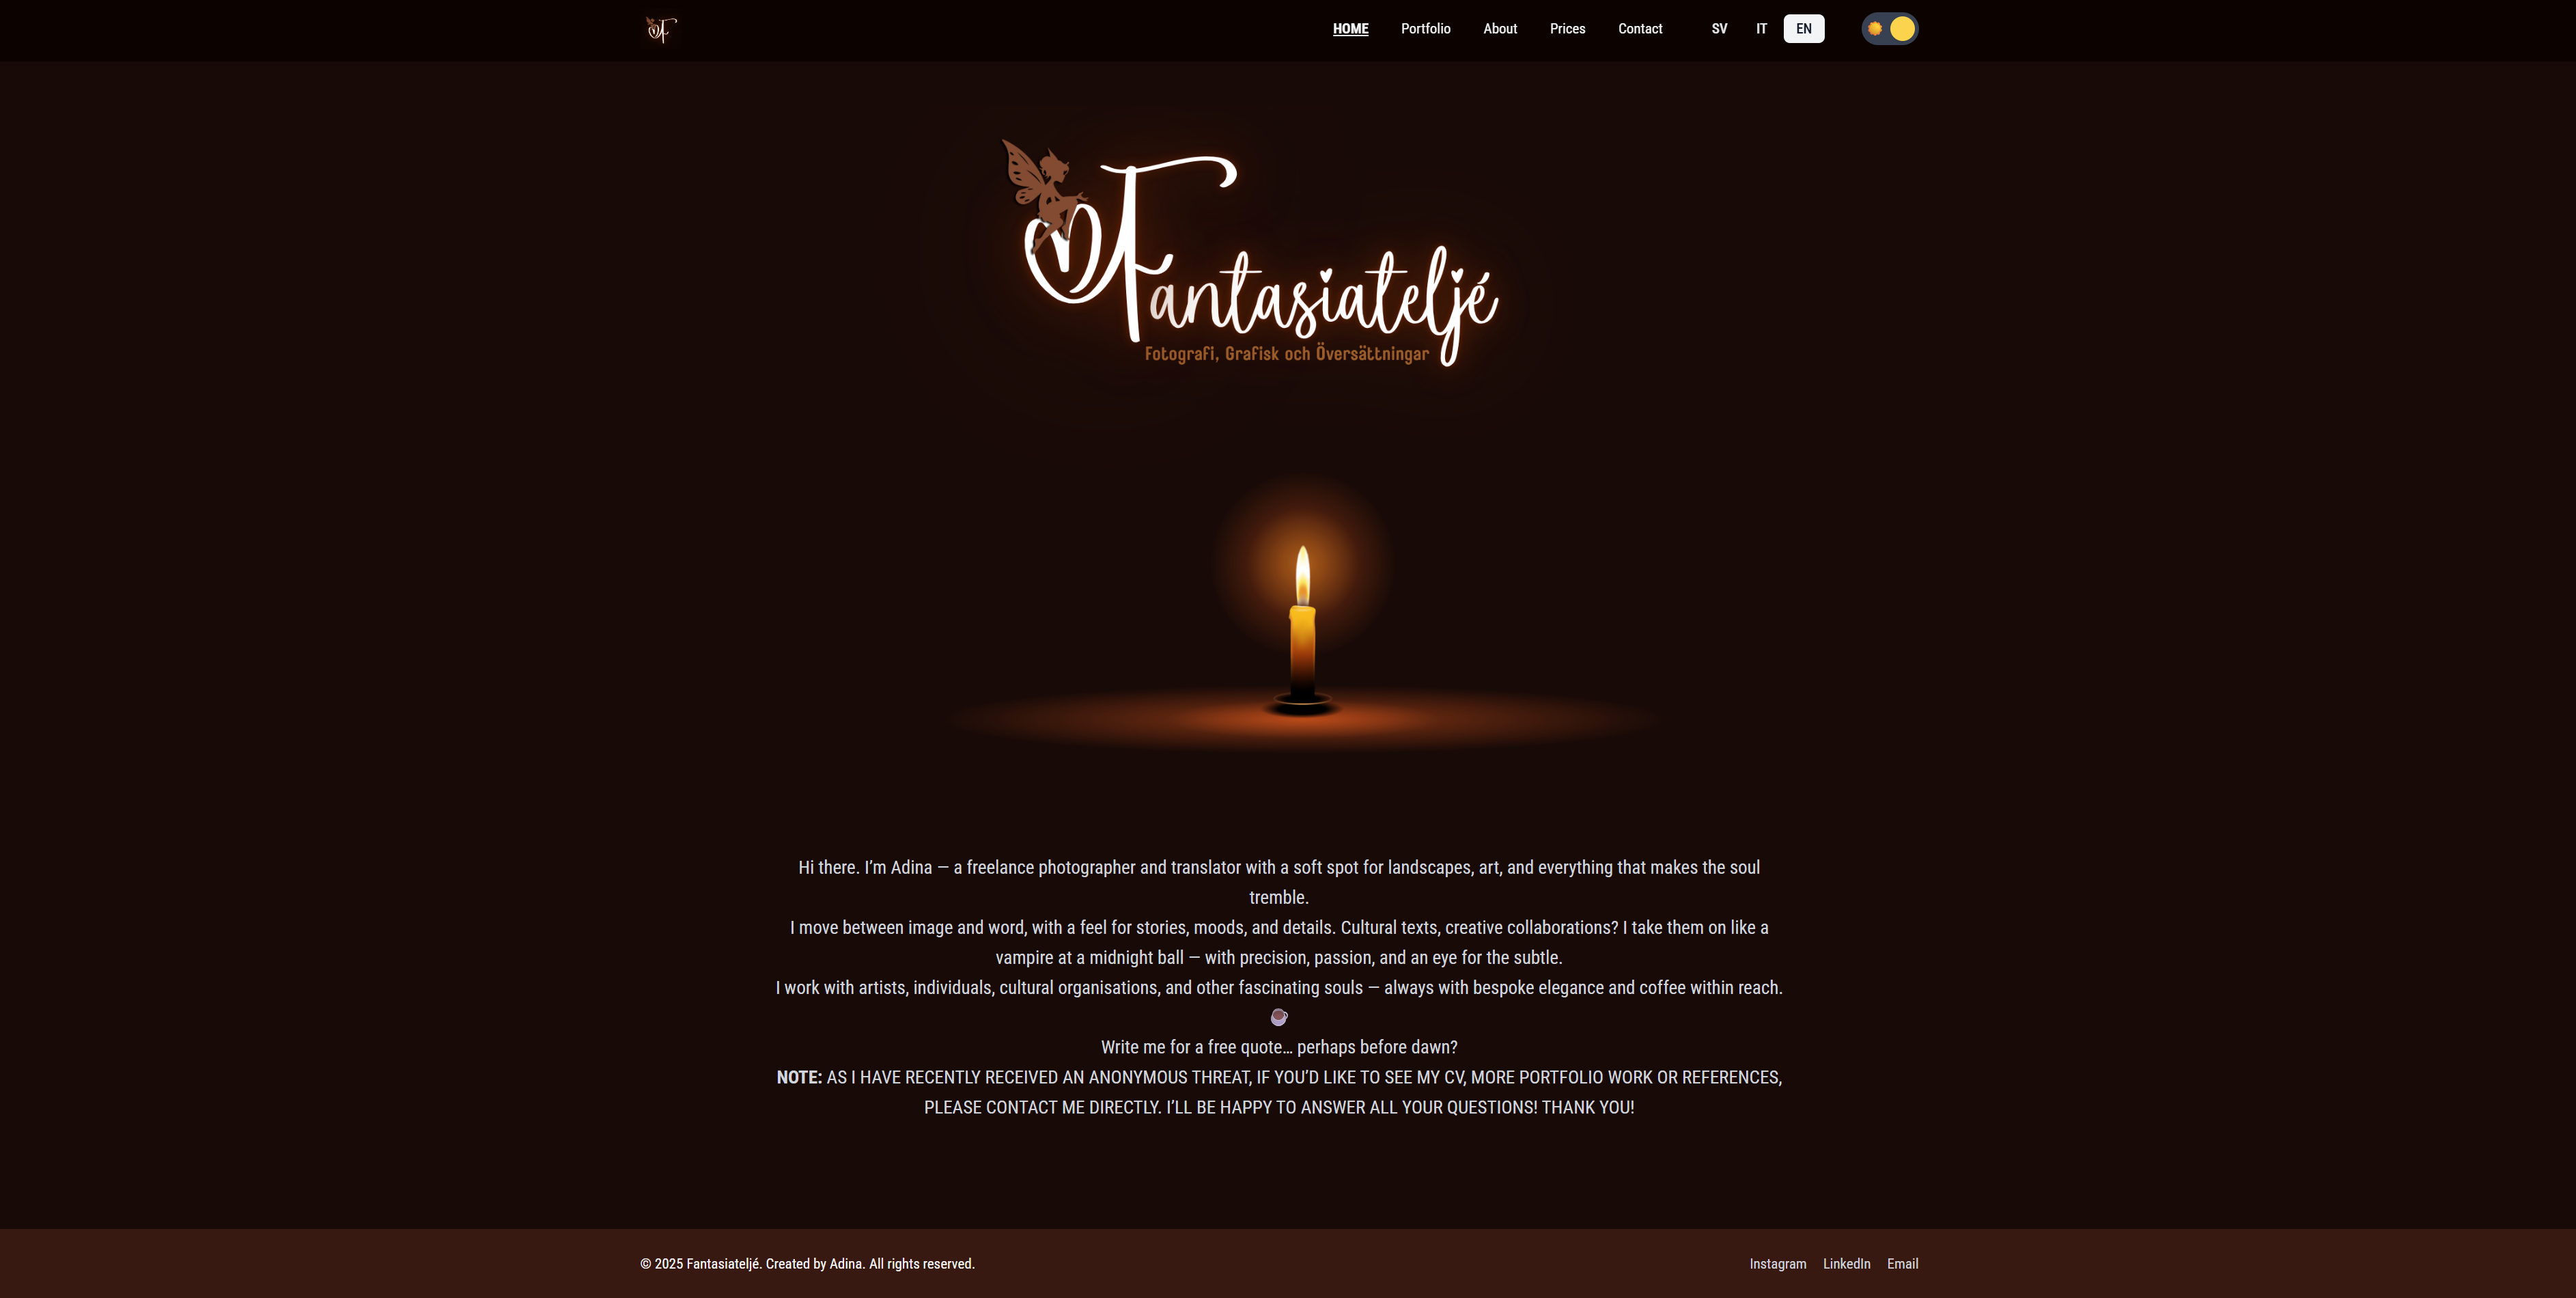 HOME Portfolio About Prices Contact SV IT EN
Fantasiateljé
Fotografi, Grafisk och Översättningar
Hi there. I’m Adina — a freelance photographer and translator with a soft spot for landscapes, art, and everything that makes the soul
tremble.
I move between image and word, with a feel for stories, moods, and details. Cultural texts, creative collaborations? I take them on like a
vampire at a midnight ball — with precision, passion, and an eye for the subtle.
I work with artists, individuals, cultural organisations, and other fascinating souls — always with bespoke elegance and coffee within reach.
Write me for a free quote… perhaps before dawn?
NOTE: AS I HAVE RECENTLY RECEIVED AN ANONYMOUS THREAT, IF YOU’D LIKE TO SEE MY CV, MORE PORTFOLIO WORK OR REFERENCES,
PLEASE CONTACT ME DIRECTLY. I’LL BE HAPPY TO ANSWER ALL YOUR QUESTIONS! THANK YOU!
© 2025 Fantasiateljé. Created by Adina. All rights reserved. Instagram LinkedIn Email